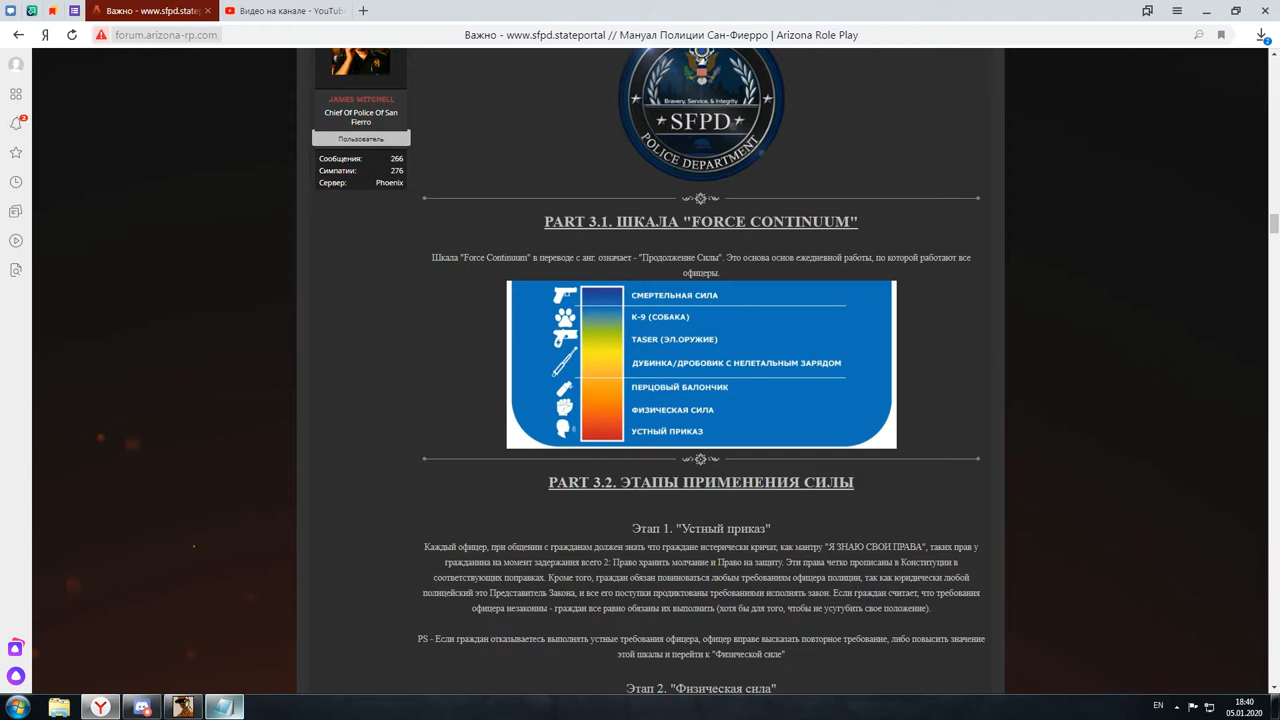 Важно - www.sfpd.statep
Видео на канале - YouTube
forum.arizona-rp.com
Важно - www.sfpd.stateportal // Мануал Полиции Сан-Фиерро | Arizona Role Play
2
2
JAMES MITCHELL
Chief Of Police Of San
Fierro
Пользователь
Сообщения: 266
Симпатии: 276
Сервер: Phoenix
Bravery, Service, & Integrity
SFPD
POLICE DEPARTMENT
PART 3.1. ШКАЛА "FORCE CONTINUUM"
Шкала "Force Continuum" в переводе с анг. означает - "Продолжение Силы". Это основа основ ежедневной работы, по которой работают все
офицеры.
СМЕРТЕЛЬНАЯ СИЛА
К-9 (СОБАКА)
TASER (ЭЛ.ОРУЖИЕ)
ДУБИНКА/ДРОБОВИК С НЕЛЕТАЛЬНЫМ ЗАРЯДОМ
ПЕРЦОВЫЙ БАЛОНЧИК
ФИЗИЧЕСКАЯ СИЛА
УСТНЫЙ ПРИКАЗ
PART 3.2. ЭТАПЫ ПРИМЕНЕНИЯ СИЛЫ
Этап 1. "Устный приказ"
Каждый офицер, при общении с гражданам должен знать что граждане истерически кричат, как мантру "Я ЗНАЮ СВОИ ПРАВА", таких прав у
гражданина на момент задержания всего 2: Право хранить молчание и Право на защиту. Эти права четко прописаны в Конституции в
соответствующих поправках. Кроме того, граждан обязан повиноваться любым требованиям офицера полиции, так как юридически любой
полицейский это Представитель Закона, и все его поступки продиктованы требованиями исполнять закон. Если граждан считает, что требования
офицера незаконны - граждан все равно обязаны их выполнить (хотя бы для того, чтобы не усугубить свое положение).
PS - Если граждан отказываетесь выполнять устные требования офицера, офицер вправе высказать повторное требование, либо повысить значение
этой шкалы и перейти к "Физической силе"
Этап 2. "Физическая сила"
EN
18:40
05.01.2020